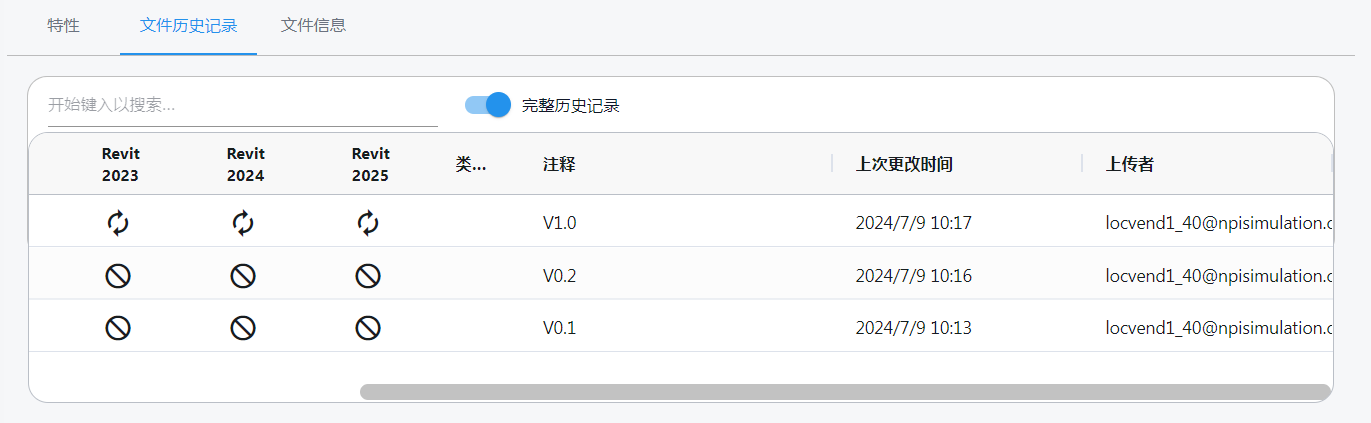 特性 文件历史记录 文件信息
开始键入以搜索... 完整历史记录
Revit 2023 Revit 2024 Revit 2025 类... 注释 上次更改时间 上传者
V1.0 2024/7/9 10:17 locvend1_40@npisimulation.c
V0.2 2024/7/9 10:16 locvend1_40@npisimulation.c
V0.1 2024/7/9 10:13 locvend1_40@npisimulation.c